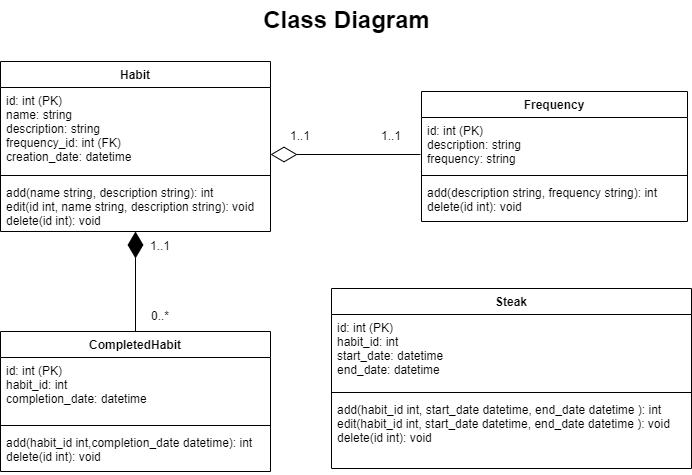 Class Diagram
Habit
id: int (PK)
name: string
description: string
frequency_id: int (FK)
creation_date: datetime
add(name string, description string): int
edit(id int, name string, description string): void
delete(id int): void
1..1
1..1
Frequency
id: int (PK)
description: string
frequency: string
add(description string, frequency string): int
delete(id int): void
1..1
0..*
CompletedHabit
id: int (PK)
habit_id: int
completion_date: datetime
add(habit_id int,completion_date datetime): int
delete(id int): void
Steak
id: int (PK)
habit_id: int
start_date: datetime
end_date: datetime
add(habit_id int, start_date datetime, end_date datetime ): int
edit(habit_id int, start_date datetime, end_date datetime ): void
delete(id int): void